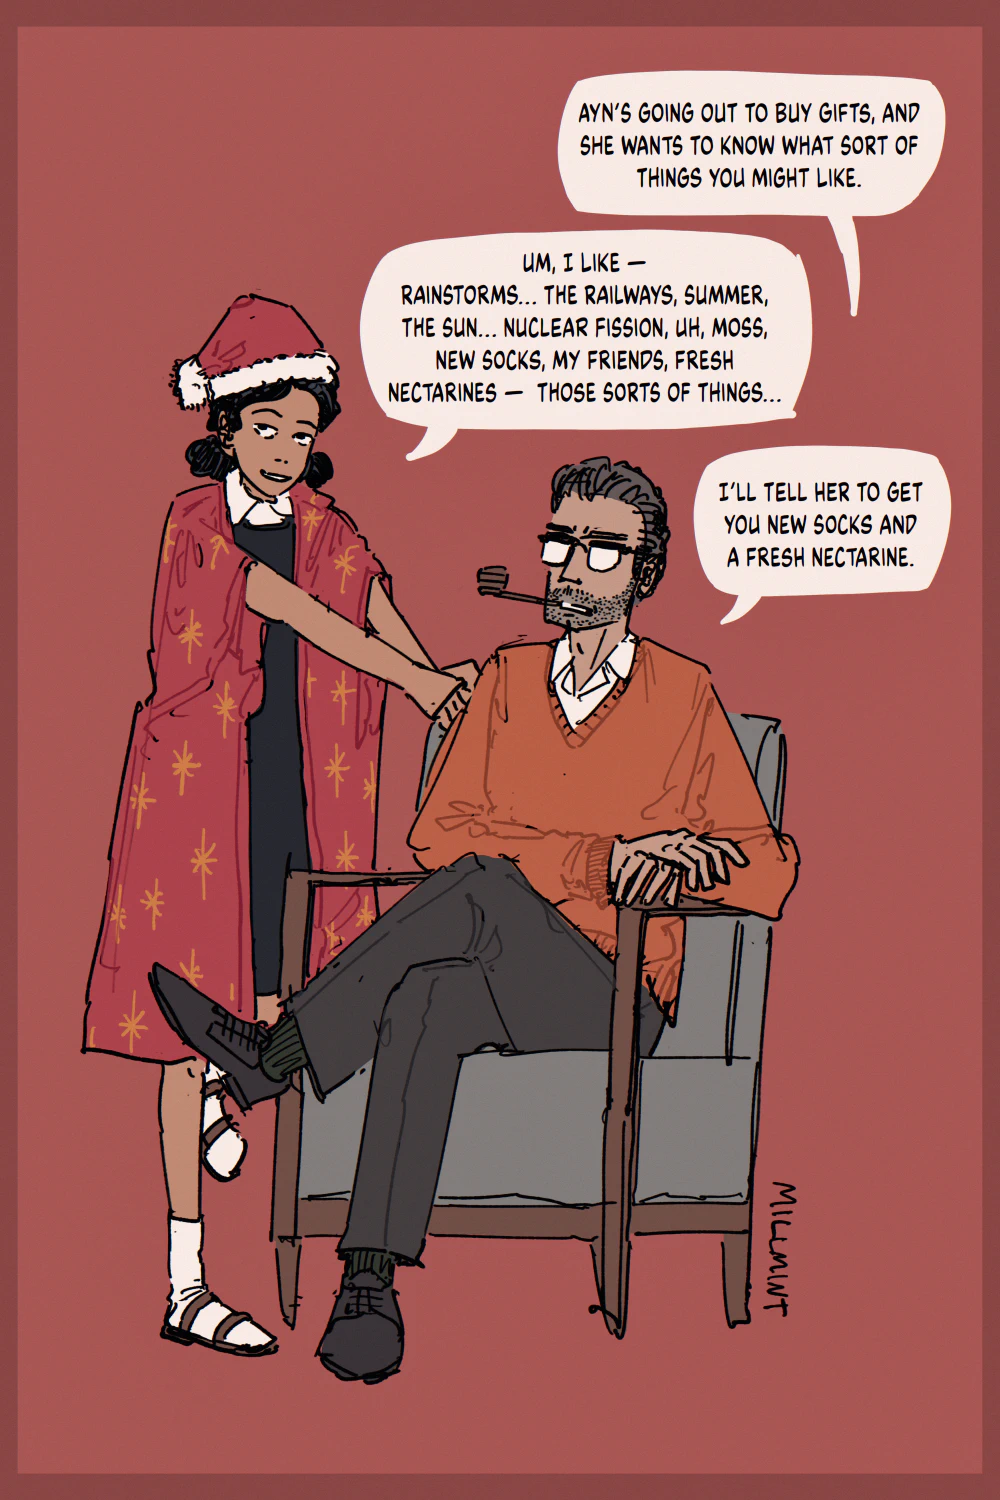 AYN'S GOING OUT TO BUY GIFTS, AND
SHE WANTS TO KNOW WHAT SORT OF
THINGS YOU MIGHT LIKE.
UM, I LIKE —
RAINSTORMS... THE RAILWAYS, SUMMER,
THE SUN... NUCLEAR FISSION, UH, MOSS,
NEW SOCKS, MY FRIENDS, FRESH
NECTARINES — THOSE SORTS OF THINGS...
I'LL TELL HER TO GET
YOU NEW SOCKS AND
A FRESH NECTARINE.
MILLMINT